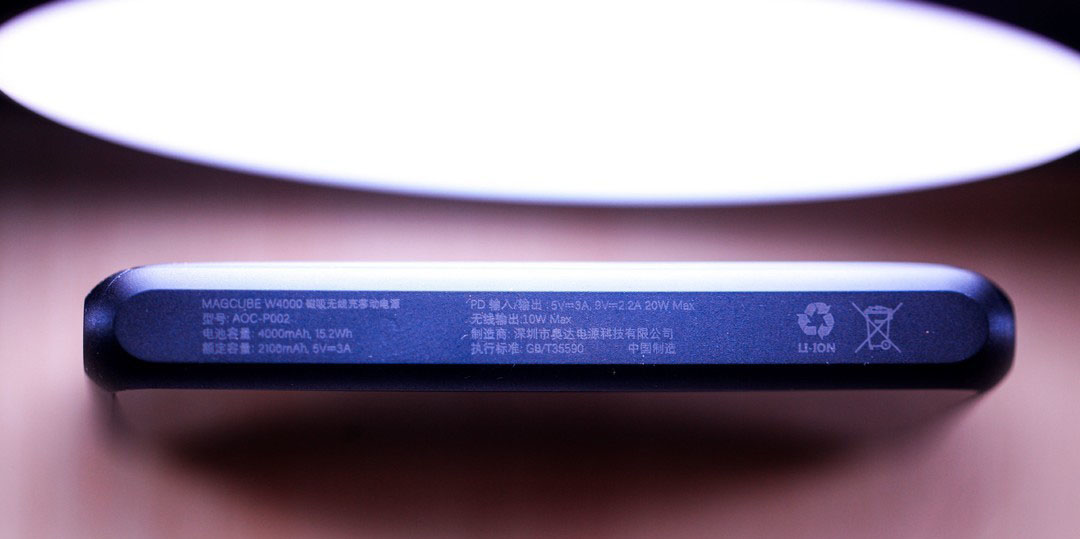 MAGCUBE W4000 磁吸无线充移动电源
型号: AOC-P002
电池容量: 4000mAh, 15.2Wh
额定容量: 2100mAh, 5V⎓3A
PD 输入/输出: 5V⎓3A, 9V⎓2.2A 20W Max
无线输出:10W Max
制造商: 深圳市奥达电源科技有限公司
执行标准: GB/T35590 中国制造
LI-ION